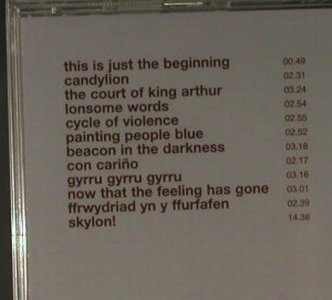 this is just the beginning 00.49
candylion 02.31
the court of king arthur 03.24
lonsome words 02.54
cycle of violence 02.55
painting people blue 02.52
beacon in the darkness 03.18
con cariño 02.17
gyrru gyrru gyrru 03.16
now that the feeling has gone 03.01
ffrwydriad yn y ffurfafen 02.39
skylon! 14.36